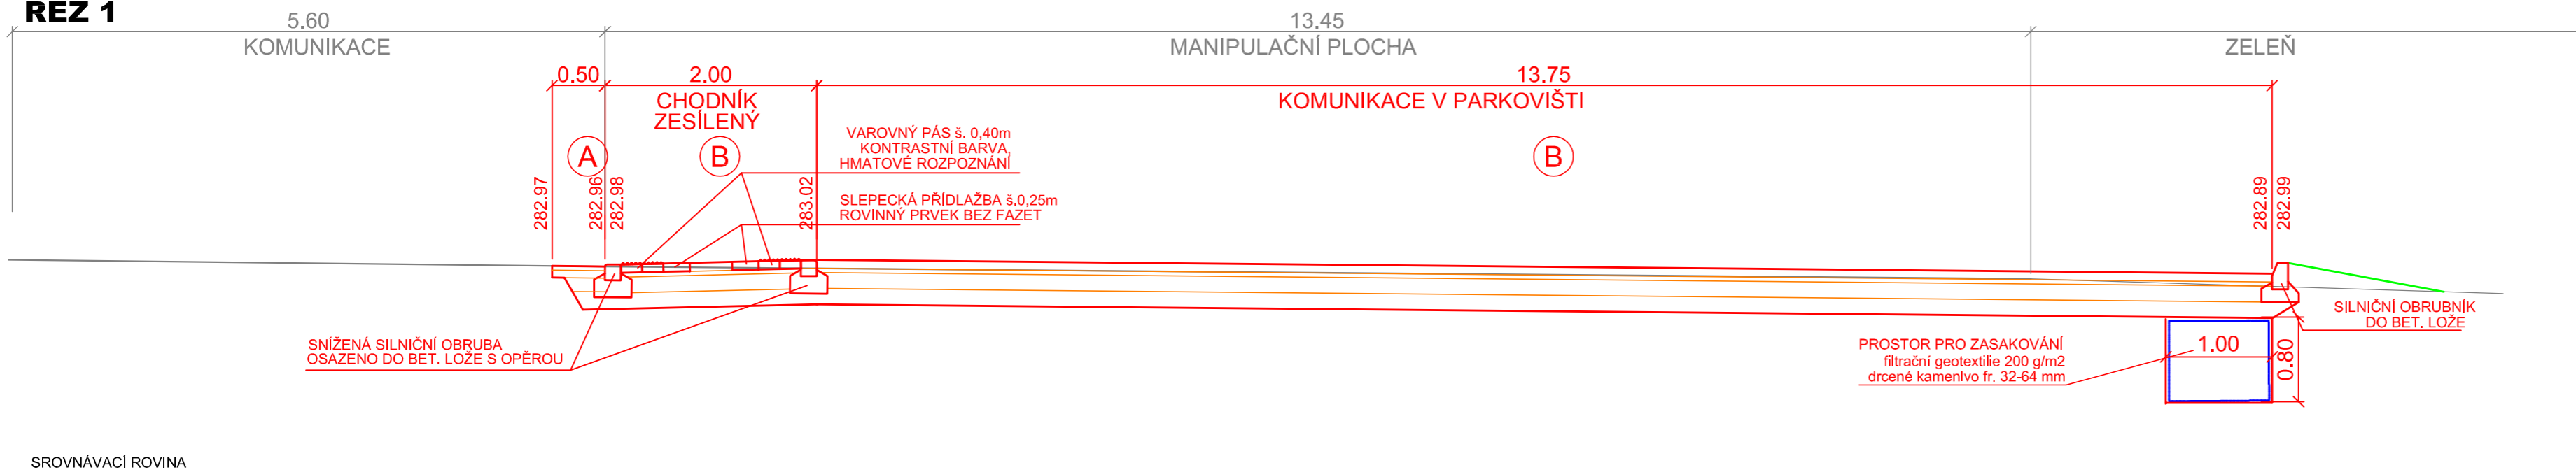 REZ 1
5.60
13.45
KOMUNIKACE
MANIPULAČNÍ PLOCHA
ZELEŇ
0.50
2.00
13.75
CHODNÍK
ZESÍLENÝ
KOMUNIKACE V PARKOVIŠTI
VAROVNÝ PÁS š. 0,40m
KONTRASTNÍ BARVA,
HMATOVÉ ROZPOZNÁNÍ
A
B
B
282.97
282.96
282.98
283.02
282.89
282.99
SLEPECKÁ PŘÍDLAŽBA š.0,25m
ROVINNÝ PRVEK BEZ FAZET
SILNIČNÍ OBRUBNÍK
DO BET. LOŽE
SNÍŽENÁ SILNIČNÍ OBRUBA
OSAZENO DO BET. LOŽE S OPĚROU
PROSTOR PRO ZASAKOVÁNÍ
filtrační geotextilie 200 g/m2
drcené kamenivo fr. 32-64 mm
1.00
0.80
SROVNÁVACÍ ROVINA